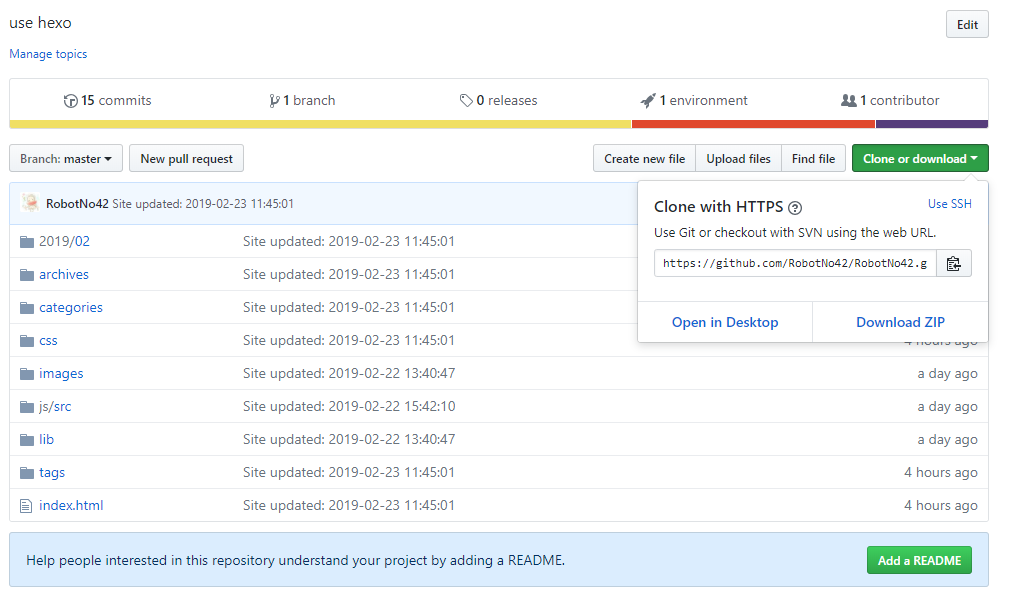 use hexo
Edit
Manage topics
15 commits 1 branch 0 releases 1 environment 1 contributor
Branch: master New pull request Create new file Upload files Find file Clone or download
RobotNo42 Site updated: 2019-02-23 11:45:01
Clone with HTTPS Use SSH
Use Git or checkout with SVN using the web URL.
https://github.com/RobotNo42/RobotNo42.g
Open in Desktop Download ZIP
2019/02 Site updated: 2019-02-23 11:45:01
archives Site updated: 2019-02-23 11:45:01
categories Site updated: 2019-02-23 11:45:01
css Site updated: 2019-02-23 11:45:01 4 hours ago
images Site updated: 2019-02-22 13:40:47 a day ago
js/src Site updated: 2019-02-22 15:42:10 a day ago
lib Site updated: 2019-02-22 13:40:47 a day ago
tags Site updated: 2019-02-23 11:45:01 4 hours ago
index.html Site updated: 2019-02-23 11:45:01 4 hours ago
Help people interested in this repository understand your project by adding a README. Add a README